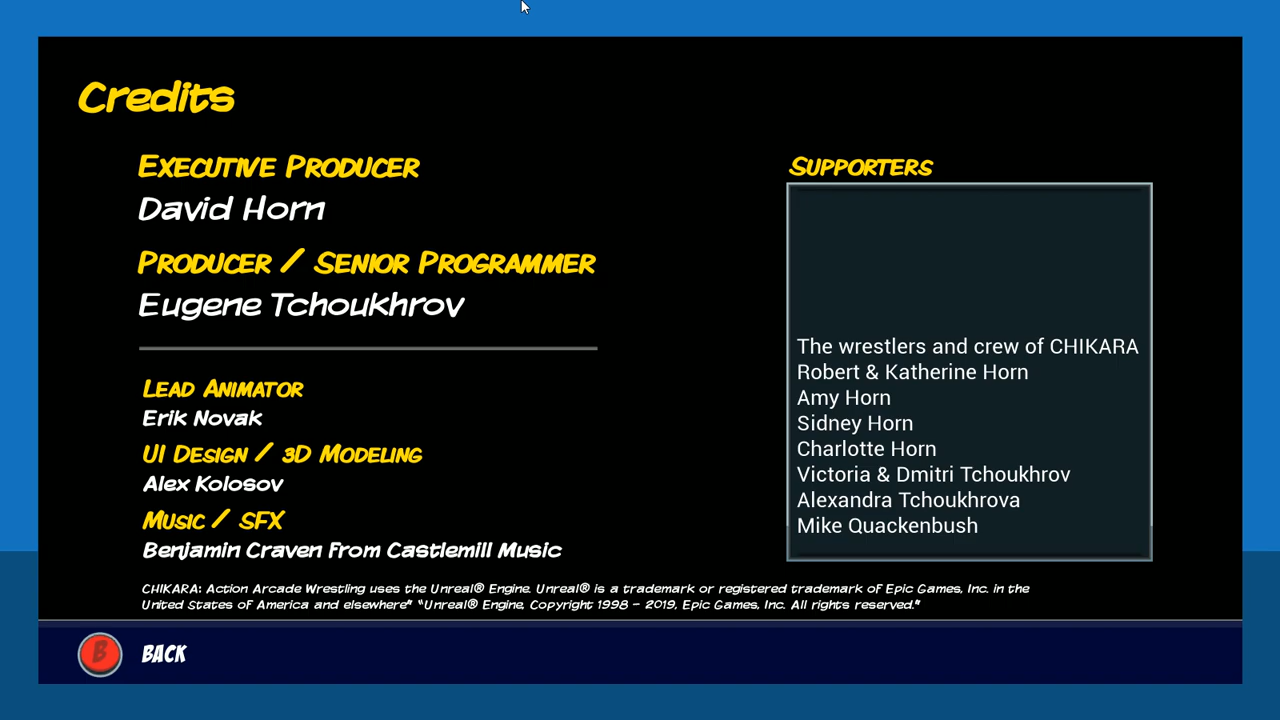 Credits
Executive Producer
David Horn
Producer / Senior Programmer
Eugene Tchoukhrov
Lead Animator
Erik Novak
UI Design / 3D Modeling
Alex Kolosov
Music / SFX
Benjamin Craven From Castlemill Music
Supporters
The wrestlers and crew of CHIKARA
Robert & Katherine Horn
Amy Horn
Sidney Horn
Charlotte Horn
Victoria & Dmitri Tchoukhrov
Alexandra Tchoukhrova
Mike Quackenbush
CHIKARA: Action Arcade Wrestling uses the Unreal® Engine. Unreal® is a trademark or registered trademark of Epic Games, Inc. in the
United States of America and elsewhere" "Unreal® Engine, Copyright 1998 - 2019, Epic Games, Inc. All rights reserved."
B BACK